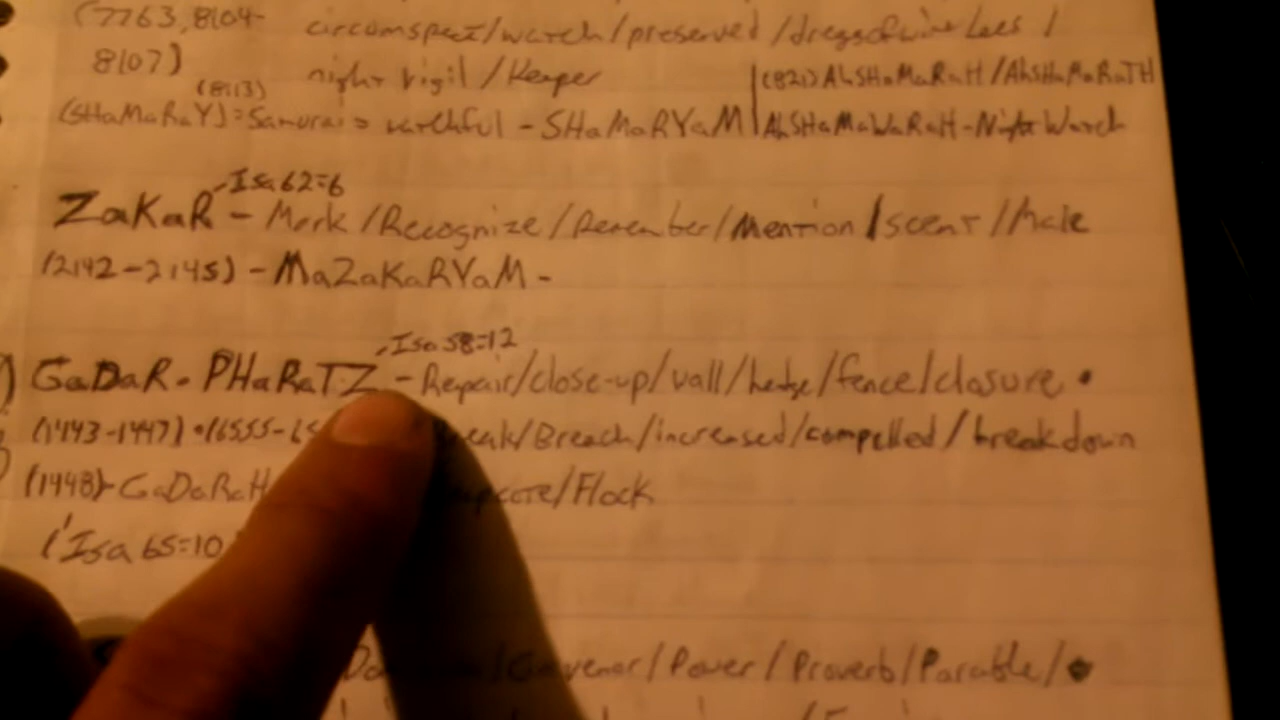 (7763,8104- circumspect/watch/preserved/dregs of wine/Lees/
8107) night vigil/Keeper |(821)AhSHaMaRaH/AhSHaMaRaTH
(8113)
(SHaMaRaY)=Samurai= watchful - SHaMaRYaM |AhSHaMaWaRaH-Night Watch
Isa 62=6
ZaKaR - Mark/Recognize/Remember/Mention/scent/Male
(2142-2145) - MaZaKaRYaM -
Isa 58=12
GaDaR. PHaRaTZ - Repair/close-up/wall/hedge/fence/closure •
(1443-1447) • (6555- /Breach/increased/compelled/breakdown
(1448)-GaDaRaH /Flock
('Isa 65=10
/Govenor/Power/Proverb/Parable/